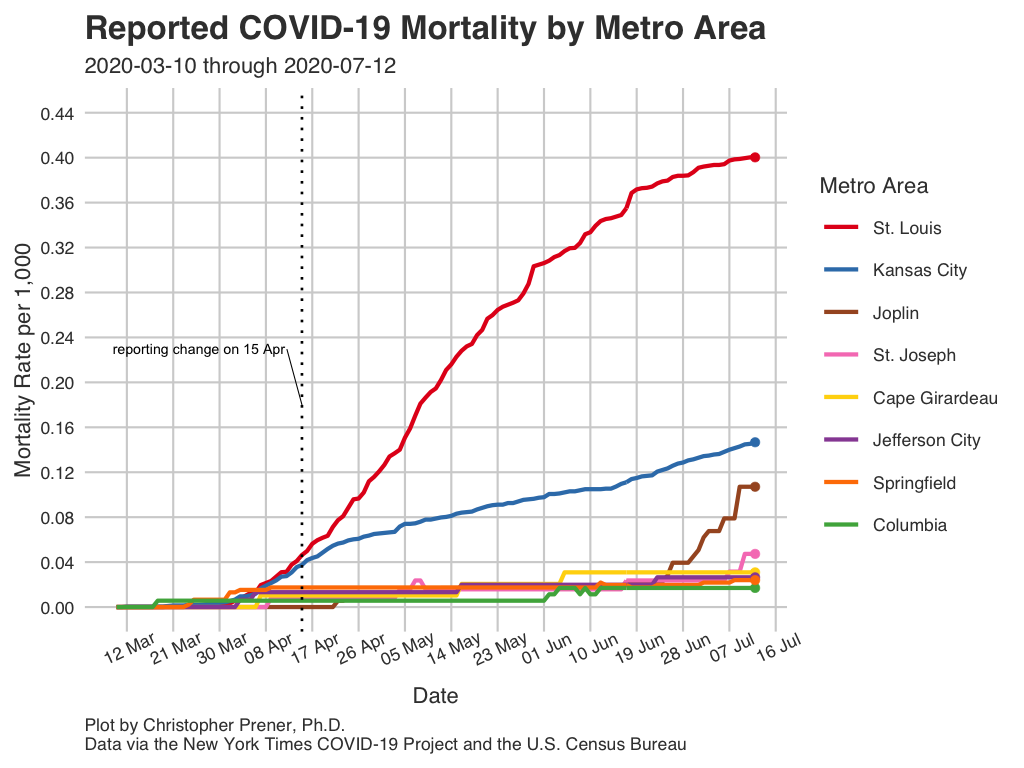 Reported COVID-19 Mortality by Metro Area
2020-03-10 through 2020-07-12
Mortality Rate per 1,000
0.44
0.40
0.36
0.32
0.28
0.24
0.20
0.16
0.12
0.08
0.04
0.00
reporting change on 15 Apr
12 Mar
21 Mar
30 Mar
08 Apr
17 Apr
26 Apr
05 May
14 May
23 May
01 Jun
10 Jun
19 Jun
28 Jun
07 Jul
16 Jul
Date
Metro Area
St. Louis
Kansas City
Joplin
St. Joseph
Cape Girardeau
Jefferson City
Springfield
Columbia
Plot by Christopher Prener, Ph.D.
Data via the New York Times COVID-19 Project and the U.S. Census Bureau